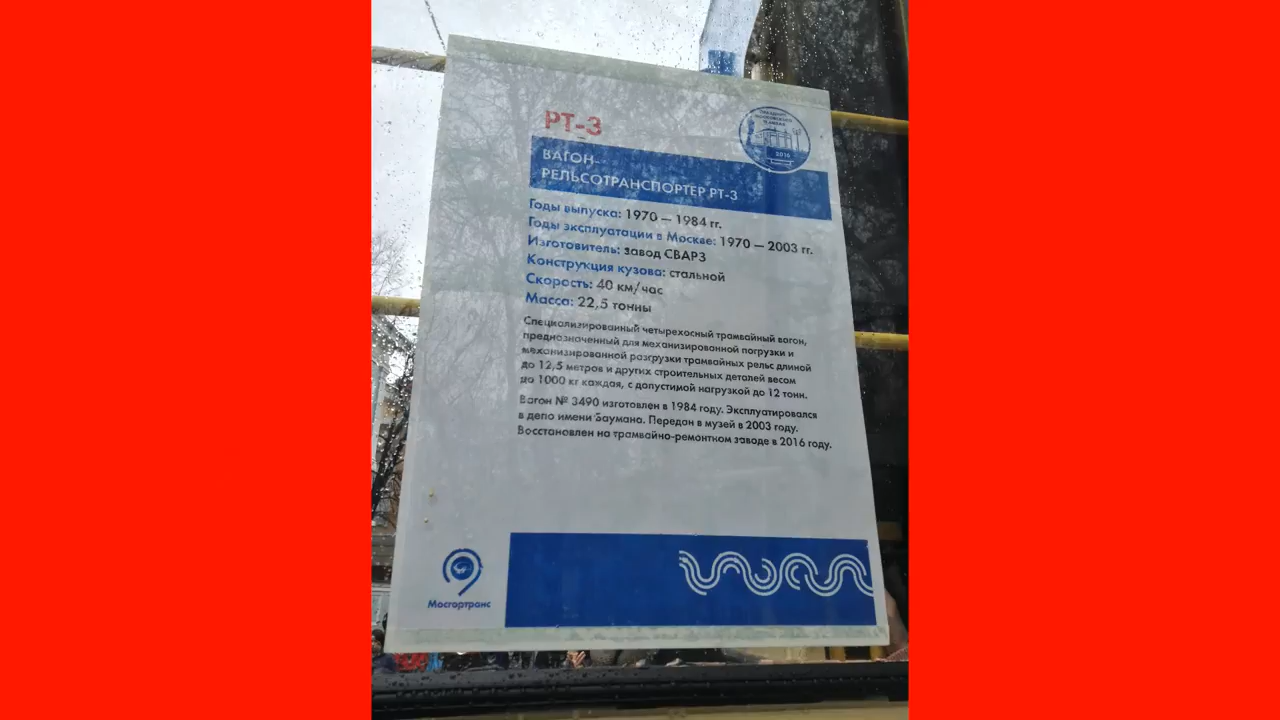 РТ-3
ПРАЗДНИК
МОСКОВСКОГО
ТРАМВАЯ
2016
ВАГОН-
РЕЛЬСОТРАНСПОРТЕР РТ-3
Годы выпуска: 1970 — 1984 гг.
Годы эксплуатации в Москве: 1970 — 2003 гг.
Изготовитель: завод СВАРЗ
Конструкция кузова: стальной
Скорость: 40 км/час
Масса: 22,5 тонны
Специализированный четырехосный трамвайный вагон,
предназначенный для механизированной погрузки и
механизированной разгрузки трамвайных рельс длиной
до 12,5 метров и других строительных деталей весом
до 1000 кг каждая, с допустимой нагрузкой до 12 тонн.
Вагон № 3490 изготовлен в 1984 году. Эксплуатировался
в депо имени Баумана. Передан в музей в 2003 году.
Восстановлен на трамвайно-ремонтном заводе в 2016 году.
Мосгортранс